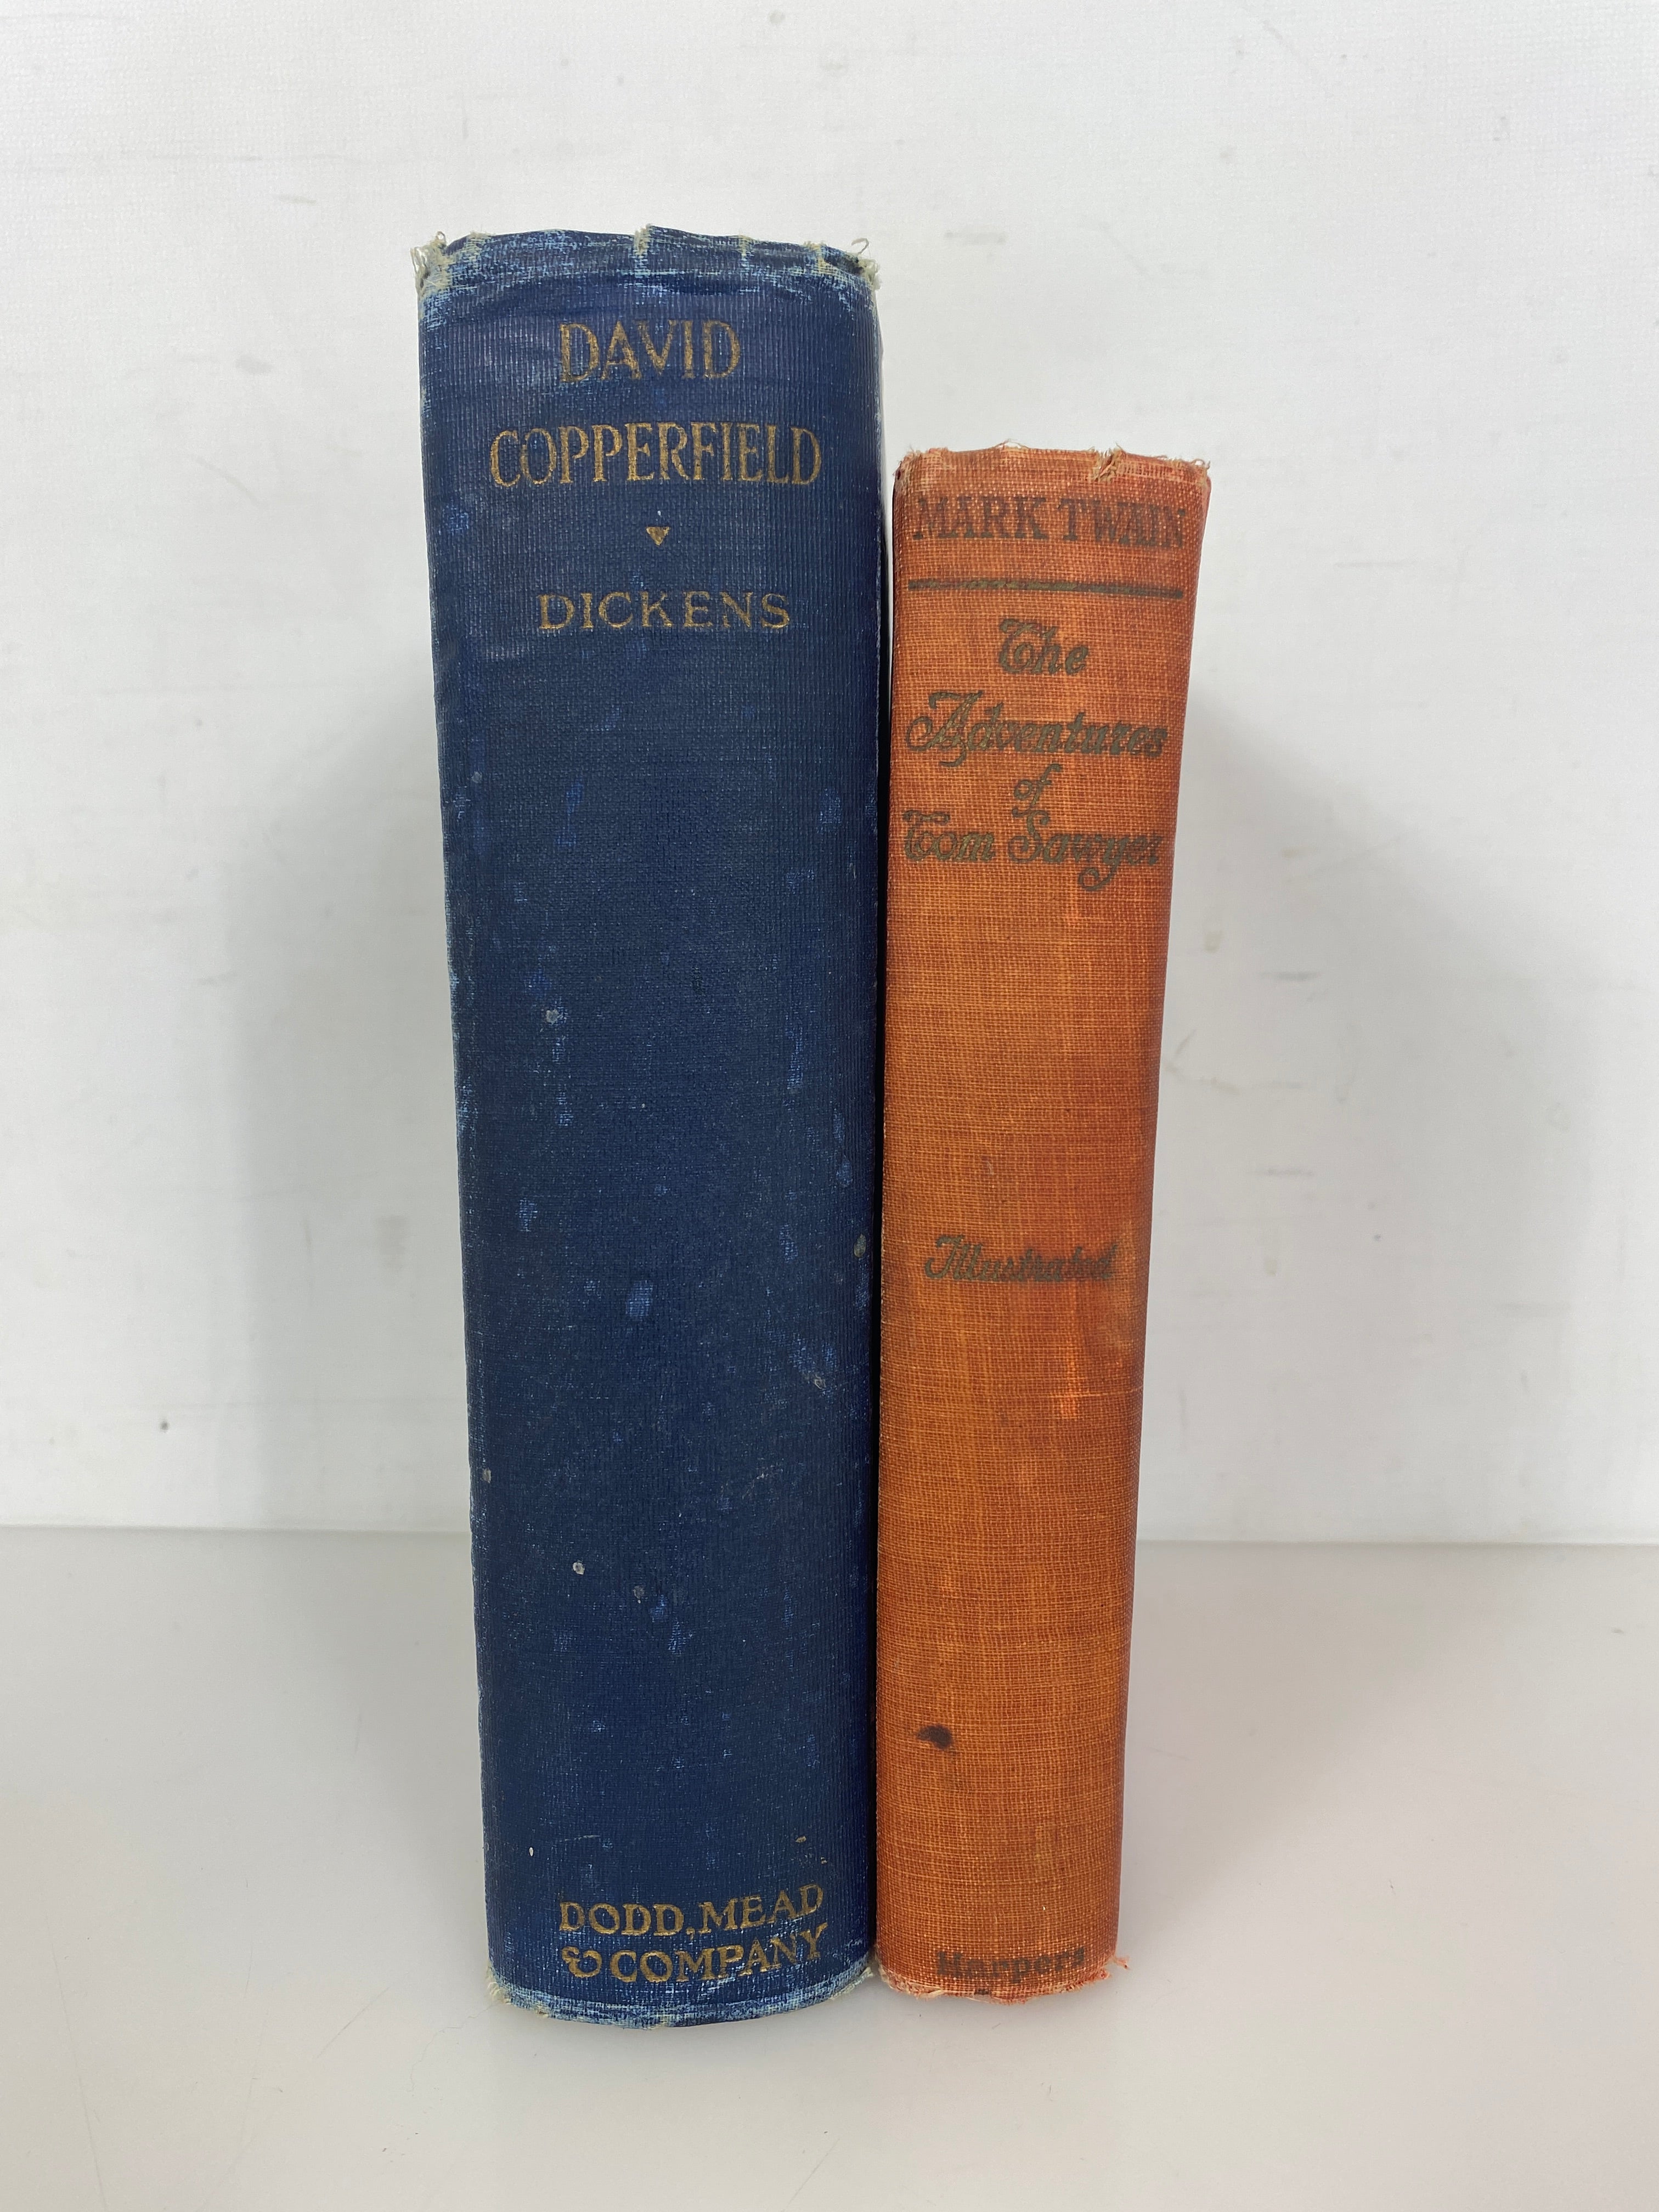 DAVID
COPPERFIELD
DICKENS
DODD, MEAD
& COMPANY
MARK TWAIN
The
Adventures
of
Tom Sawyer
Illustrated
Harpers